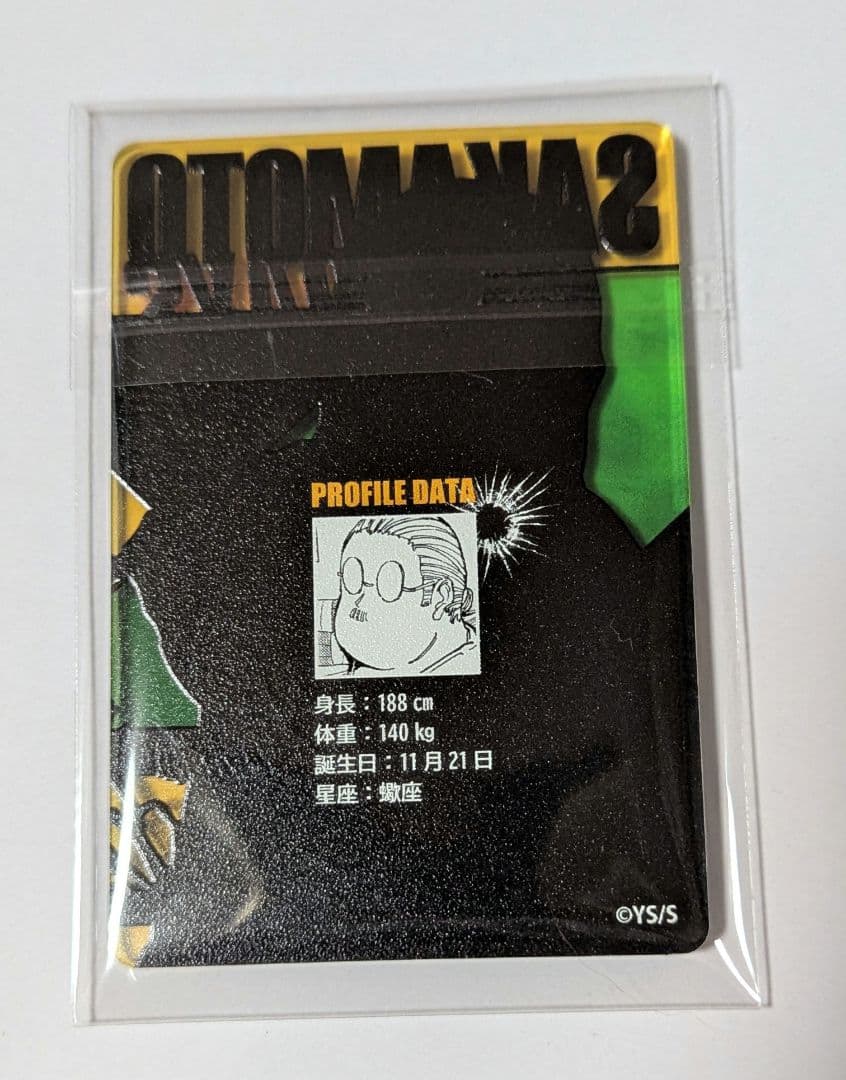 SAKAMOTO
PROFILE DATA
身長：188 cm
体重：140 kg
誕生日：11月21日
星座：蠍座
©YS/S